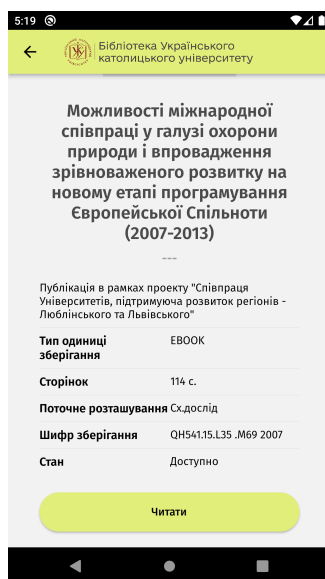 5:19
Бібліотека Українського
католицького університету
Можливості міжнародної
співпраці у галузі охорони
природи і впровадження
зрівноваженого розвитку на
новому етапі програмування
Європейської Спільноти
(2007-2013)
---
Публікація в рамках проекту "Співпраця
Університетів, підтримуюча розвиток регіонів -
Люблінського та Львівського"
Тип одиниці зберігання EBOOK
Сторінок 114 с.
Поточне розташування Сх.дослід
Шифр зберігання QH541.15.L35 .M69 2007
Стан Доступно
Читати